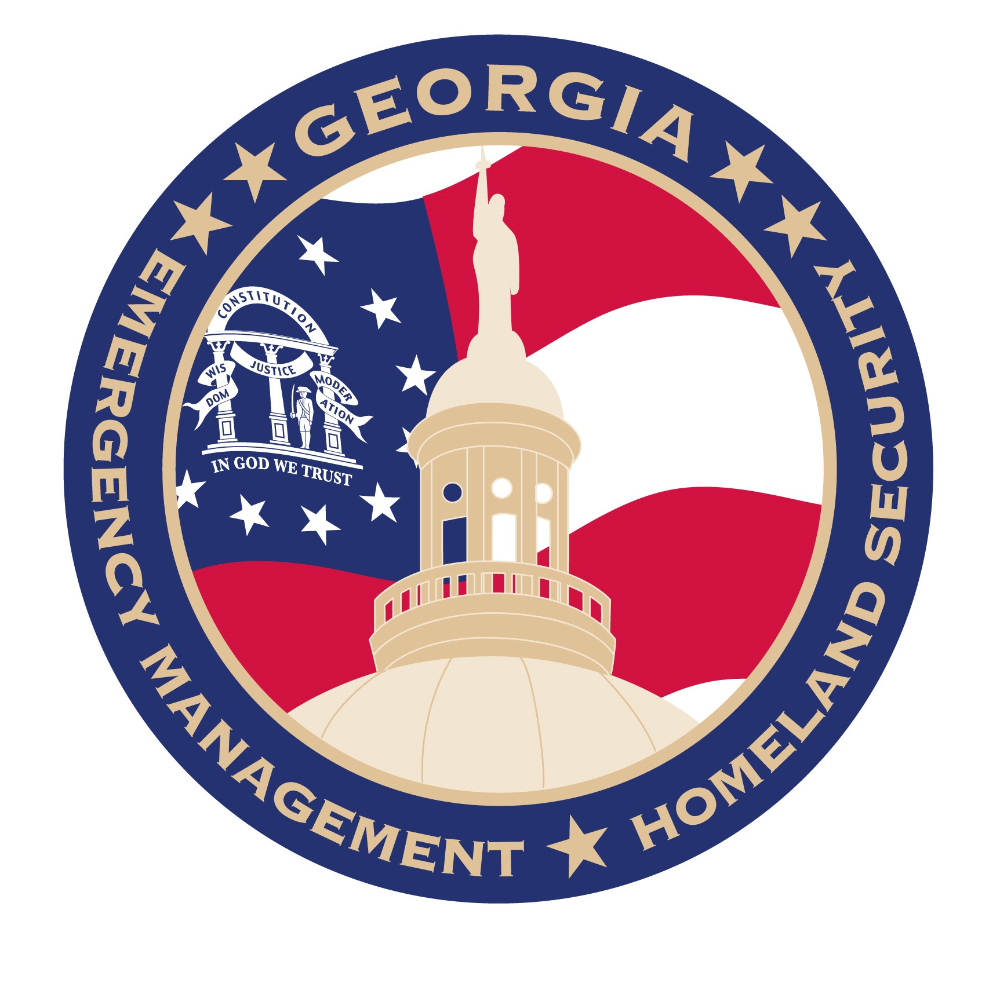 GEORGIA
EMERGENCY MANAGEMENT
HOMELAND SECURITY
CONSTITUTION
WIS
DOM
JUSTICE
MODER
ATION
IN GOD WE TRUST